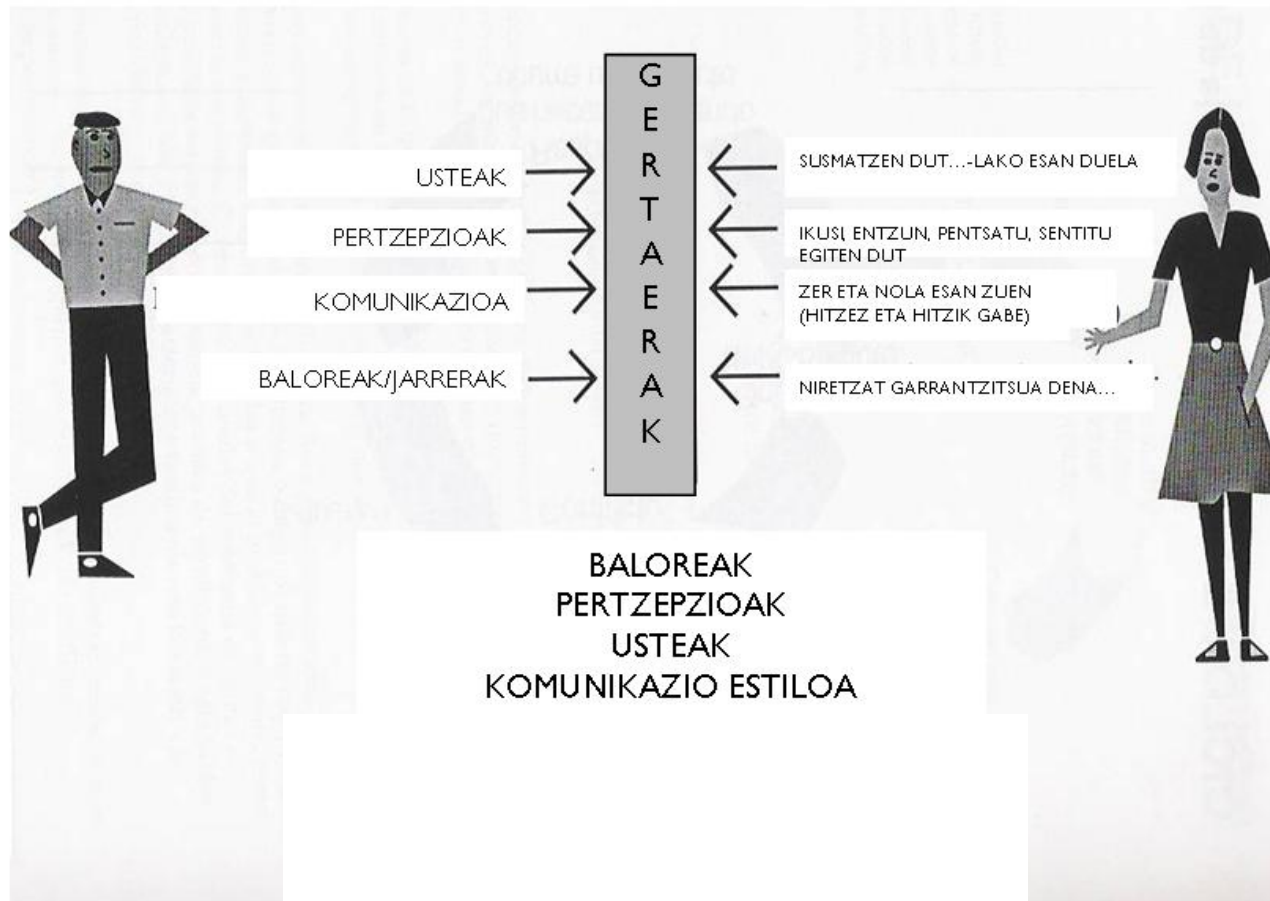 GERTAERAK
USTEAK
PERTZEPZIOAK
KOMUNIKAZIOA
BALOREAK/JARRERAK
SUSMATZEN DUT...-LAKO ESAN DUELA
IKUSI, ENTZUN, PENTSATU, SENTITU
EGITEN DUT
ZER ETA NOLA ESAN ZUEN
(HITZEZ ETA HITZIK GABE)
NIRETZAT GARRANTZITSUA DENA...
BALOREAK
PERTZEPZIOAK
USTEAK
KOMUNIKAZIO ESTILOA